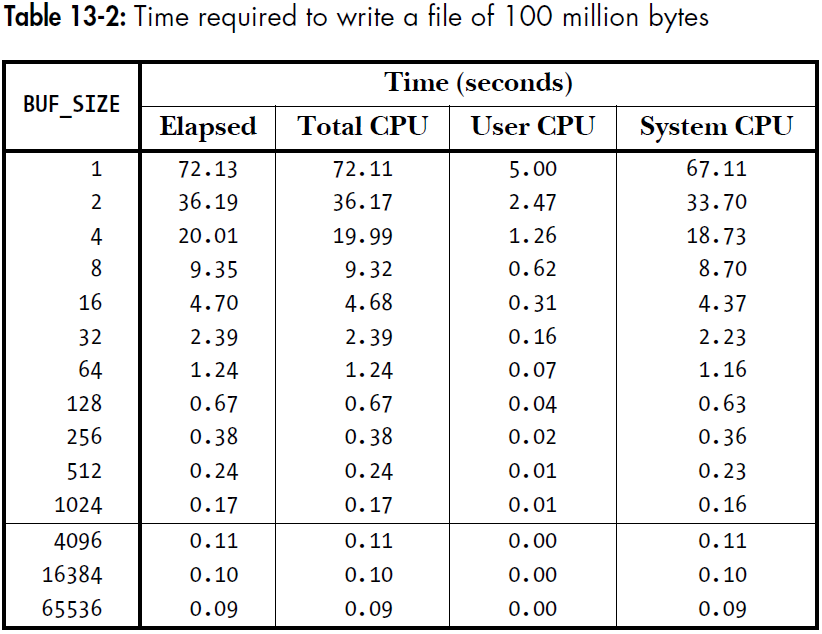 Table 13-2: Time required to write a file of 100 million bytes
BUF_SIZE Time (seconds)
Elapsed Total CPU User CPU System CPU
1 72.13 72.11 5.00 67.11
2 36.19 36.17 2.47 33.70
4 20.01 19.99 1.26 18.73
8 9.35 9.32 0.62 8.70
16 4.70 4.68 0.31 4.37
32 2.39 2.39 0.16 2.23
64 1.24 1.24 0.07 1.16
128 0.67 0.67 0.04 0.63
256 0.38 0.38 0.02 0.36
512 0.24 0.24 0.01 0.23
1024 0.17 0.17 0.01 0.16
4096 0.11 0.11 0.00 0.11
16384 0.10 0.10 0.00 0.10
65536 0.09 0.09 0.00 0.09